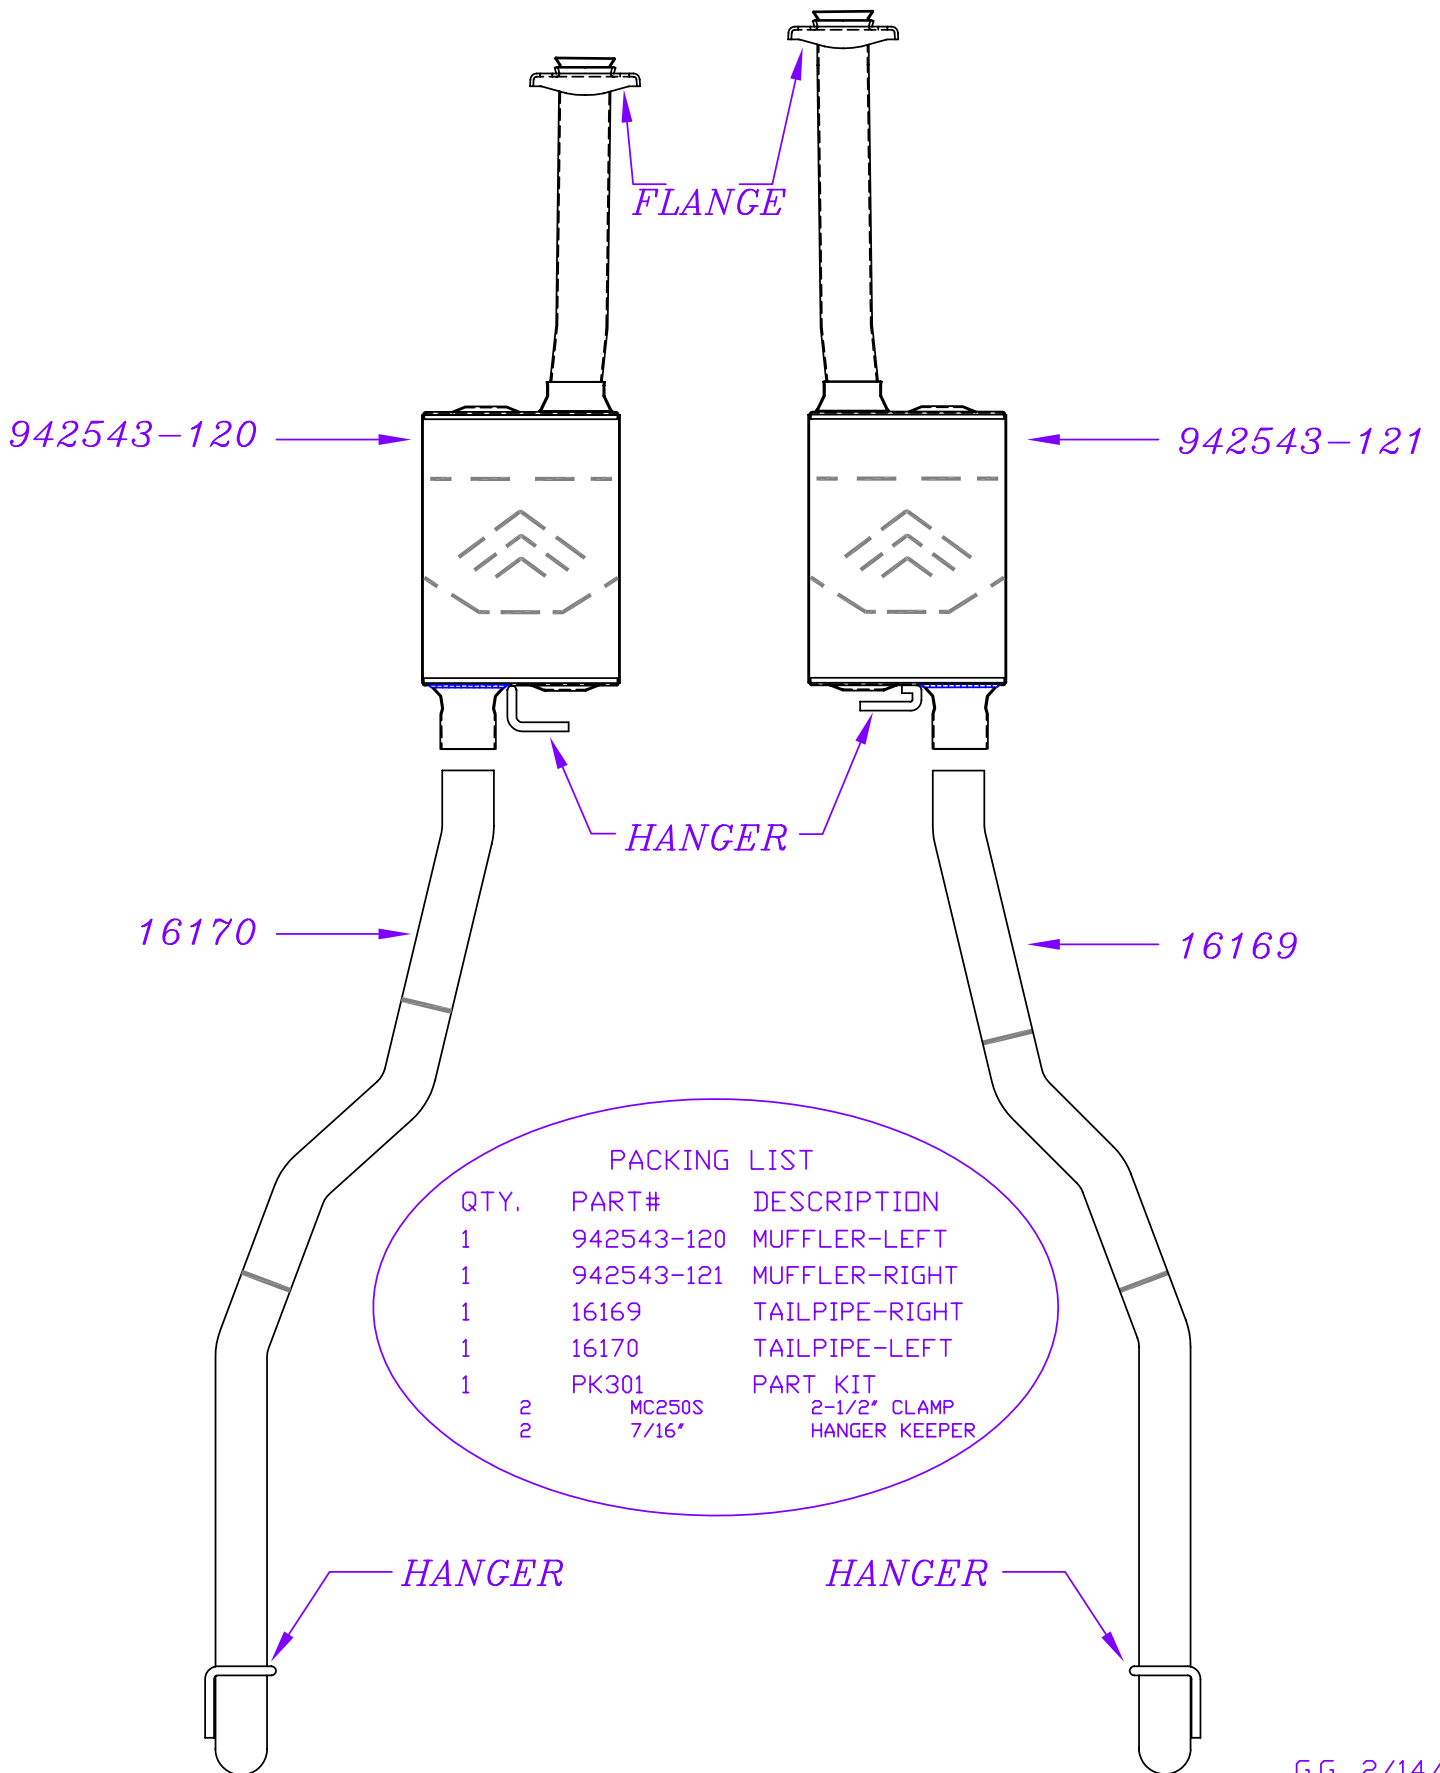 FLANGE
942543-120
942543-121
HANGER
16170
16169
PACKING LIST
QTY. PART# DESCRIPTION
1 942543-120 MUFFLER-LEFT
1 942543-121 MUFFLER-RIGHT
1 16169 TAILPIPE-RIGHT
1 16170 TAILPIPE-LEFT
1 PK301 PART KIT
2 MC250S 2-1/2" CLAMP
2 7/16" HANGER KEEPER
HANGER HANGER
G.G. 2/14/